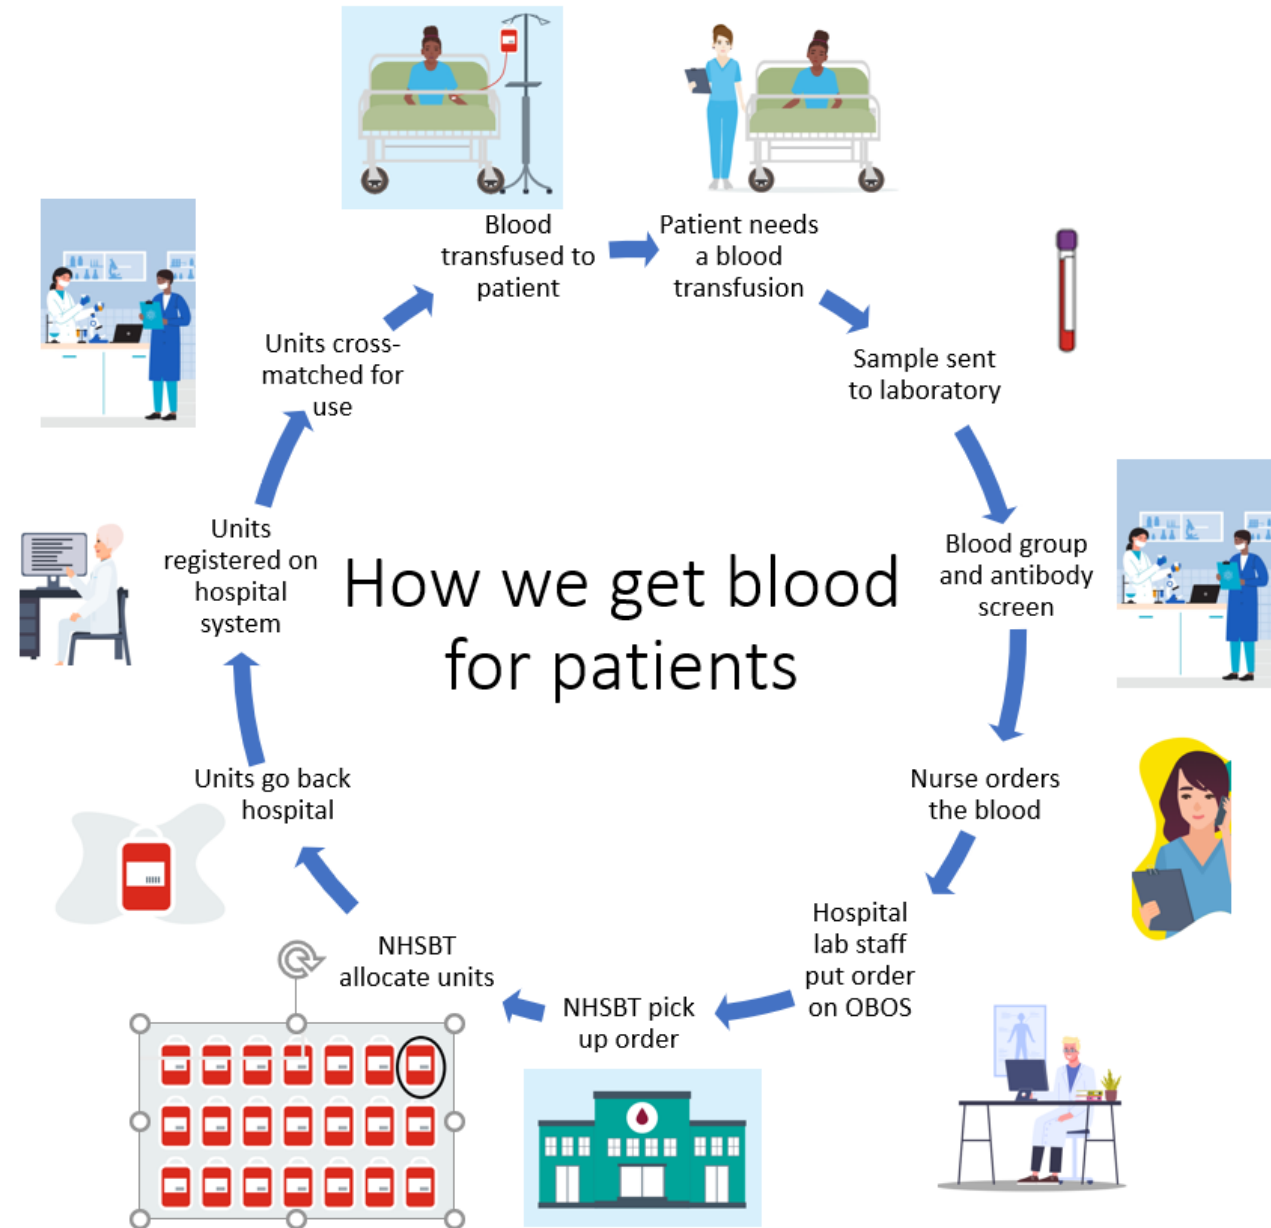 How we get blood
for patients
Patient needs
a blood
transfusion
Sample sent
to laboratory
Blood group
and antibody
screen
Nurse orders
the blood
Hospital
lab staff
put order
on OBOS
NHSBT pick
up order
NHSBT
allocate units
Units go back
hospital
Units
registered on
hospital
system
Units cross-
matched for
use
Blood
transfused to
patient